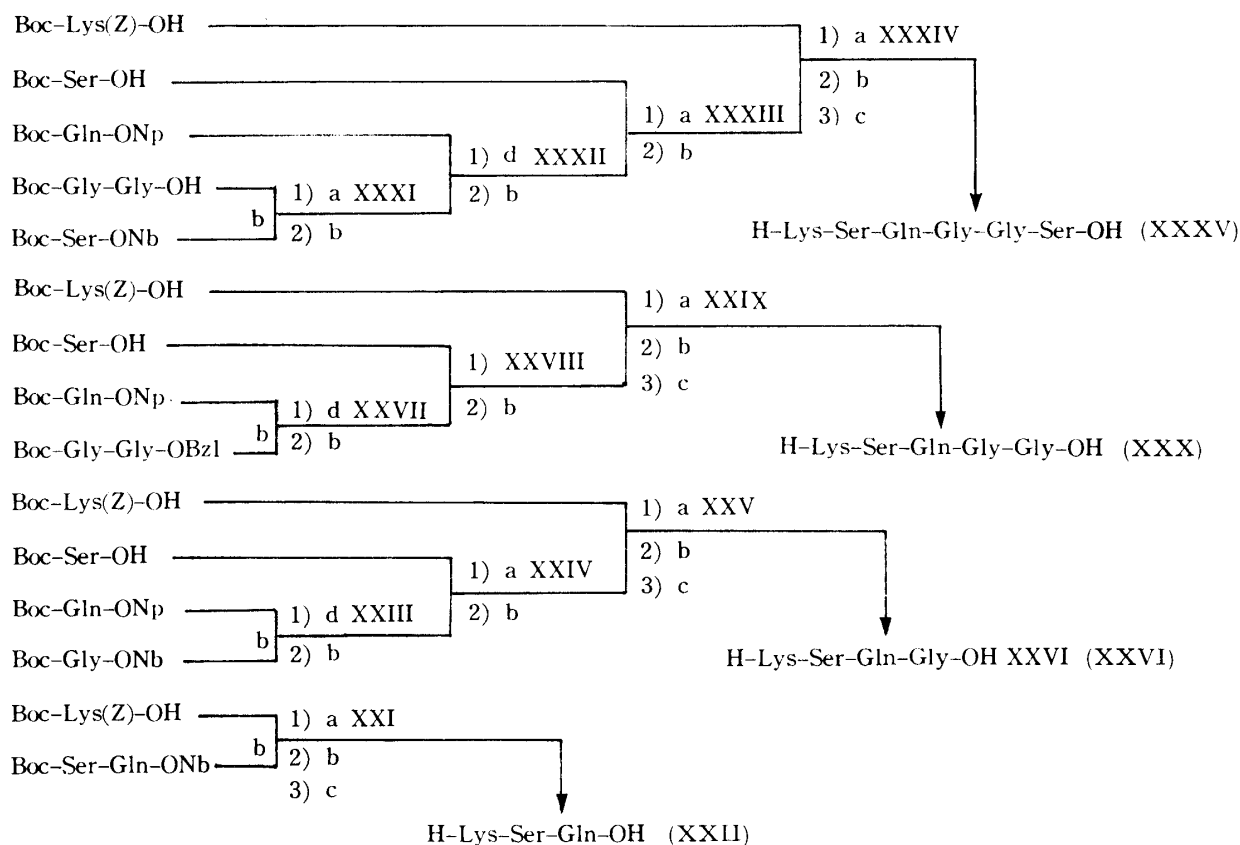 Boc-Lys(Z)-OH
1) a XXXIV
Boc-Ser-OH
2) b
3) c
1) a XXXIII
Boc-Gln-ONp
2) b
1) d XXXII
Boc-Gly-Gly-OH
2) b
1) a XXXI
b
Boc-Ser-ONb
2) b
H-Lys-Ser-Gln-Gly-Gly-Ser-OH (XXXV)
Boc-Lys(Z)-OH
1) a XXIX
Boc-Ser-OH
2) b
1) XXVIII
3) c
Boc-Gln-ONp
2) b
1) d XXVII
b
Boc-Gly-Gly-OBzl
2) b
H-Lys-Ser-Gln-Gly-Gly-OH (XXX)
Boc-Lys(Z)-OH
1) a XXV
Boc-Ser-OH
2) b
1) a XXIV
3) c
Boc-Gln-ONp
2) b
1) d XXIII
b
Boc-Gly-ONb
2) b
H-Lys-Ser-Gln-Gly-OH XXVI (XXVI)
Boc-Lys(Z)-OH
1) a XXI
b
Boc-Ser-Gln-ONb
2) b
3) c
H-Lys-Ser-Gln-OH (XXII)